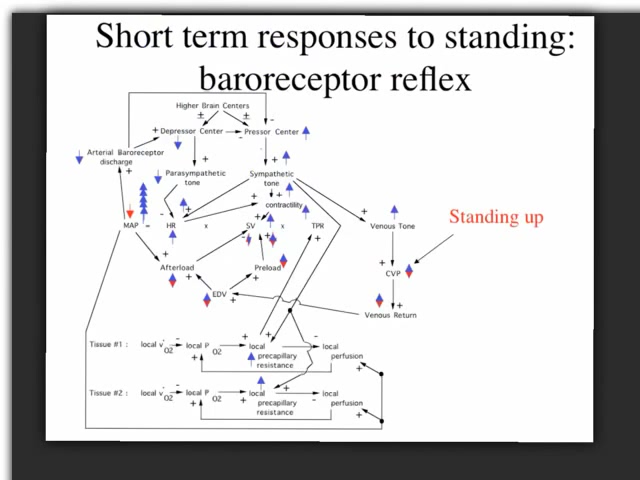 Short term responses to standing:
baroreceptor reflex
Higher Brain Centers
± ±
+ Depressor Center - Pressor Center -
Arterial Baroreceptor
discharge
+
+ +
Parasympathetic
tone
Sympathetic
tone
+ +
contractility
+
MAP = HR x SV x TPR
- + + +
+ Venous Tone
Standing up
+
Afterload
- +
Preload
+
CVP
+
+ EDV +
+
Venous Return
Tissue #1 : local v̇O2 - local P O2 + local precapillary resistance - local perfusion
+ + +
Tissue #2 : local v̇O2 - local P O2 + local precapillary resistance - local perfusion
+ + +